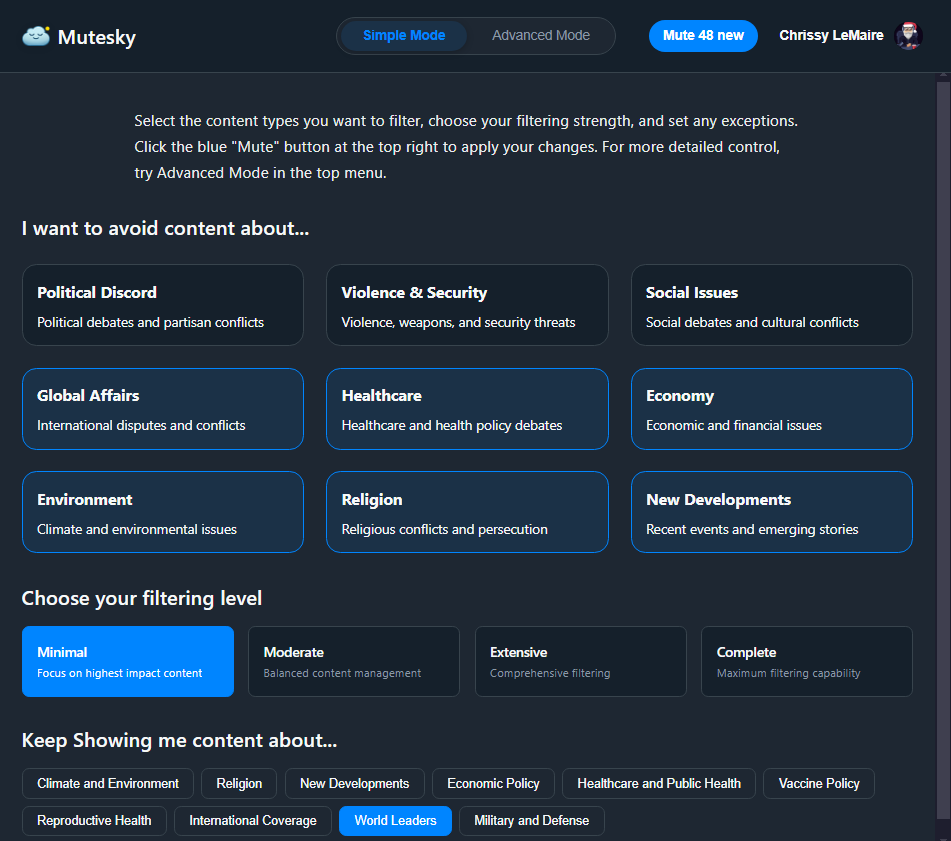 Mutesky
Simple Mode
Advanced Mode
Mute 48 new
Chrissy LeMaire
Select the content types you want to filter, choose your filtering strength, and set any exceptions.
Click the blue "Mute" button at the top right to apply your changes. For more detailed control,
try Advanced Mode in the top menu.
I want to avoid content about...
Political Discord
Political debates and partisan conflicts
Violence & Security
Violence, weapons, and security threats
Social Issues
Social debates and cultural conflicts
Global Affairs
International disputes and conflicts
Healthcare
Healthcare and health policy debates
Economy
Economic and financial issues
Environment
Climate and environmental issues
Religion
Religious conflicts and persecution
New Developments
Recent events and emerging stories
Choose your filtering level
Minimal
Focus on highest impact content
Moderate
Balanced content management
Extensive
Comprehensive filtering
Complete
Maximum filtering capability
Keep Showing me content about...
Climate and Environment
Religion
New Developments
Economic Policy
Healthcare and Public Health
Vaccine Policy
Reproductive Health
International Coverage
World Leaders
Military and Defense